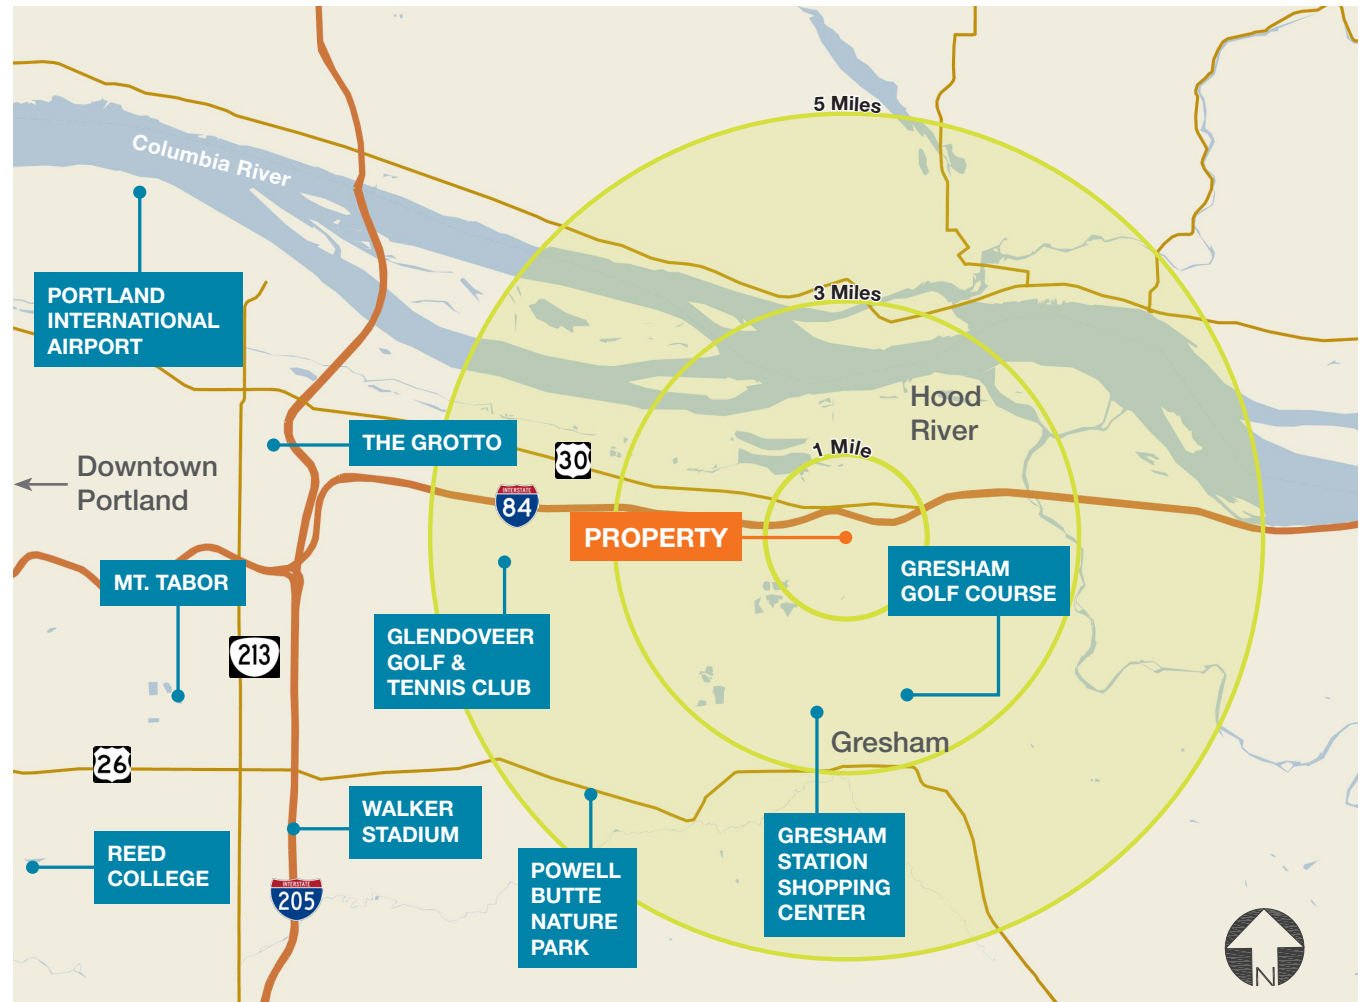 5 Miles
Columbia River
PORTLAND
INTERNATIONAL
AIRPORT
3 Miles
Hood
River
THE GROTTO
1 Mile
30
Downtown
Portland
INTERSTATE
84
PROPERTY
MT. TABOR
GRESHAM
GOLF COURSE
213
GLENDOVEER
GOLF &
TENNIS CLUB
Gresham
26
WALKER
STADIUM
REED
COLLEGE
INTERSTATE
205
POWELL
BUTTE
NATURE
PARK
GRESHAM
STATION
SHOPPING
CENTER
N